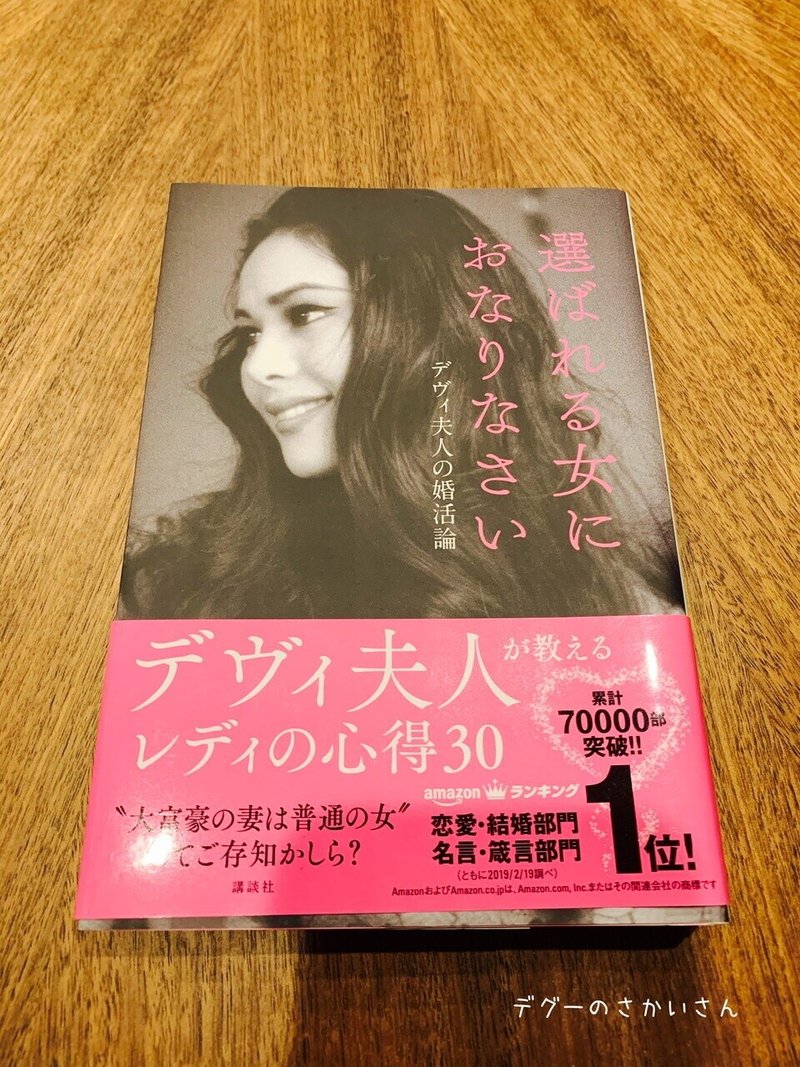 選ばれる女に
おなりなさい
デヴィ夫人の婚活論
デヴィ夫人が教える
レディの心得30
累計
70000部
突破!!
amazonランキング
恋愛・結婚部門
名言・箴言部門
1位!
(ともに2019/2/19調べ)
AmazonおよびAmazon.co.jpは、Amazon.com, Inc.またはその関連会社の商標です
〝大富豪の妻は普通の女〟
てご存知かしら?
講談社
デグーのさかいさん